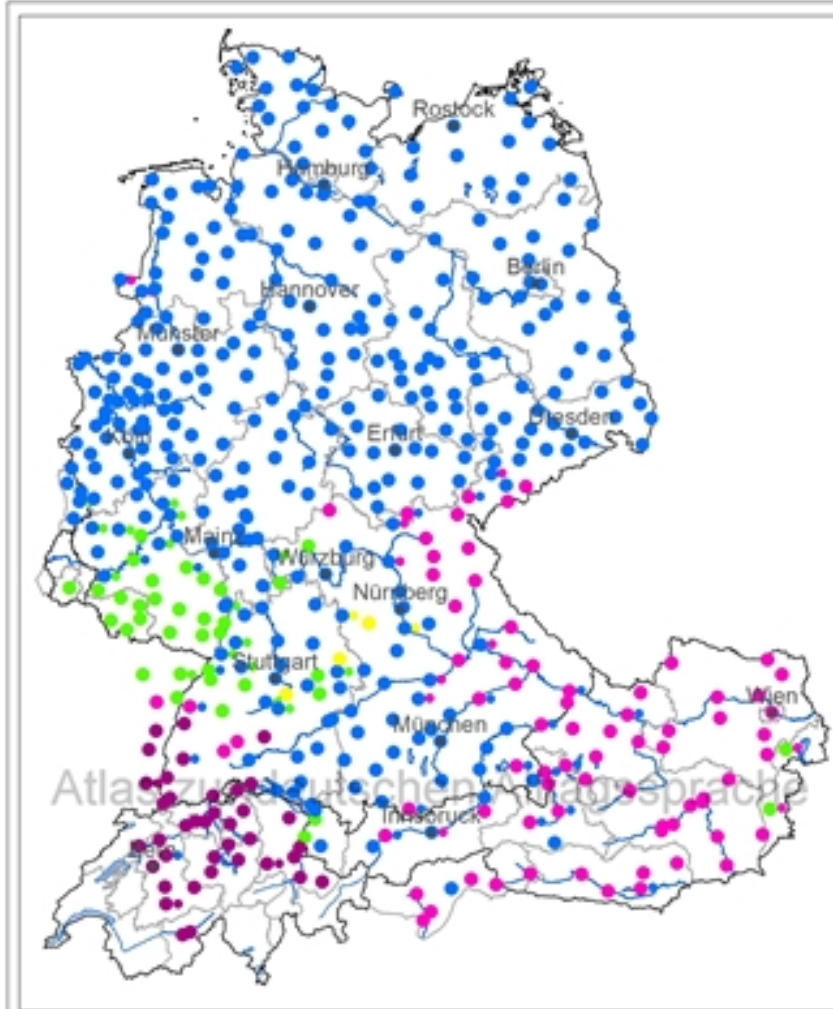 Rostock
Hamburg
Berlin
Hannover
Münster
Dresden
Köln
Erfurt
Mainz
Würzburg
Nürnberg
Stuttgart
Wien
München
Atlas zur deutschen Alltagssprache
Innsbruck